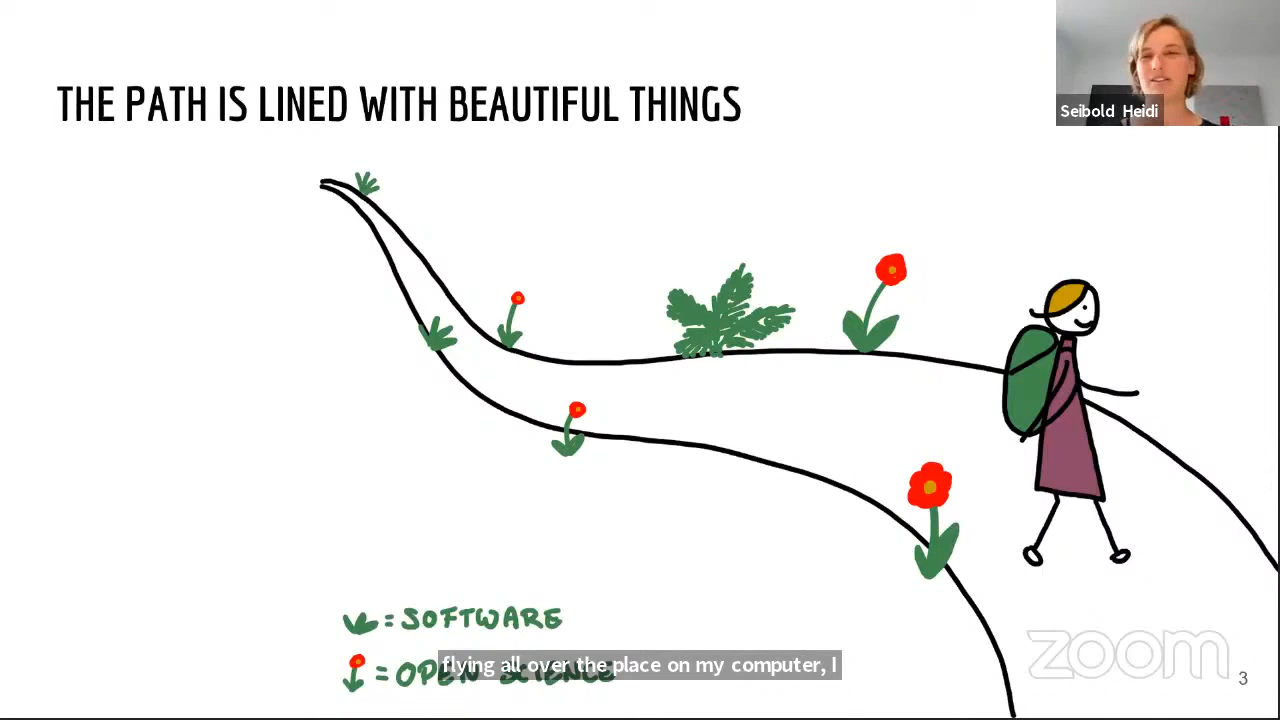 THE PATH IS LINED WITH BEAUTIFUL THINGS
Seibold Heidi
= SOFTWARE
= OPEN SCIENCE
flying all over the place on my computer, I
zoom
3